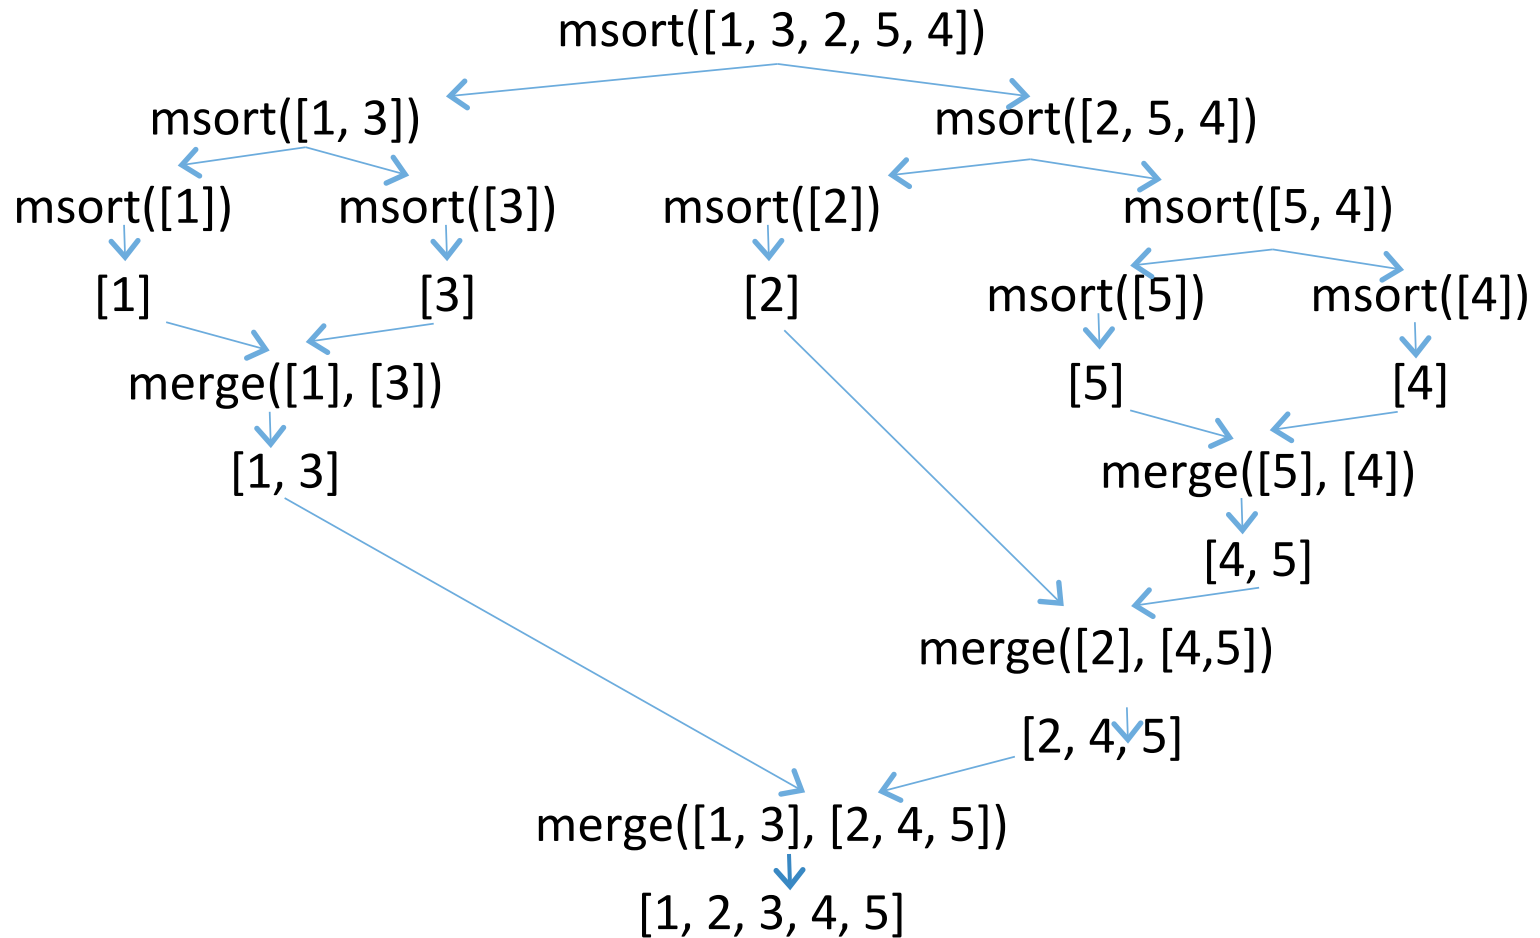 msort([1, 3, 2, 5, 4])
msort([1, 3]) msort([2, 5, 4])
msort([1]) msort([3]) msort([2]) msort([5, 4])
[1] [3] [2] msort([5]) msort([4])
merge([1], [3]) [5] [4]
[1, 3] merge([5], [4])
[4, 5]
merge([2], [4,5])
[2, 4, 5]
merge([1, 3], [2, 4, 5])
[1, 2, 3, 4, 5]